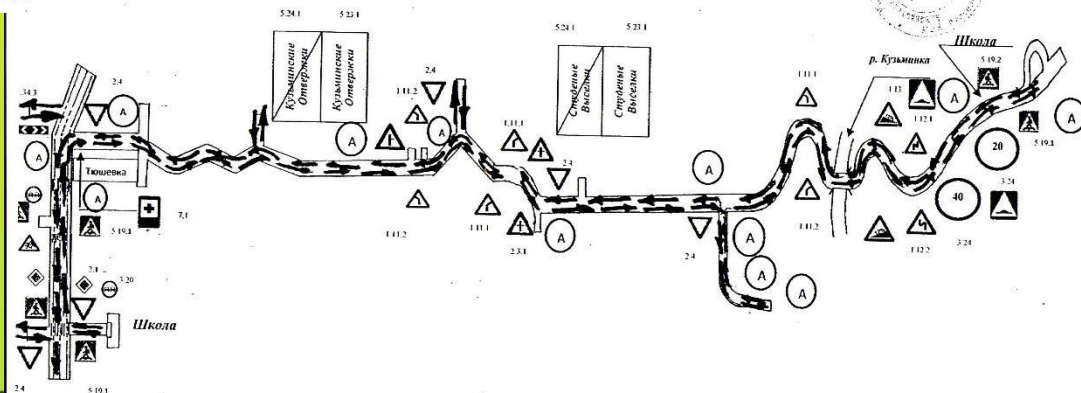 5.24.1 5.23.1
Кузьминские Отвержки
Кузьминские Отвержки
5.24.1 5.23.1
Студеные Выселки
Студеные Выселки
Школа
р. Кузьминка
5.19.2
1.13
1.11.1
1.12.1
20
5.19.1
3.24
40
1.11.2
1.12.2
3.24
2.4
А
А
1.11.2
2.4
А
А
1.11.1
2.4
А
А
А
А
А
2.4
А
А
А
2.3.1
1.11.1
1.11.2
.34.3
А
Тюшевка
А
7.1
5.19.1
2.1
3.20
Школа
2.4
5.19.1